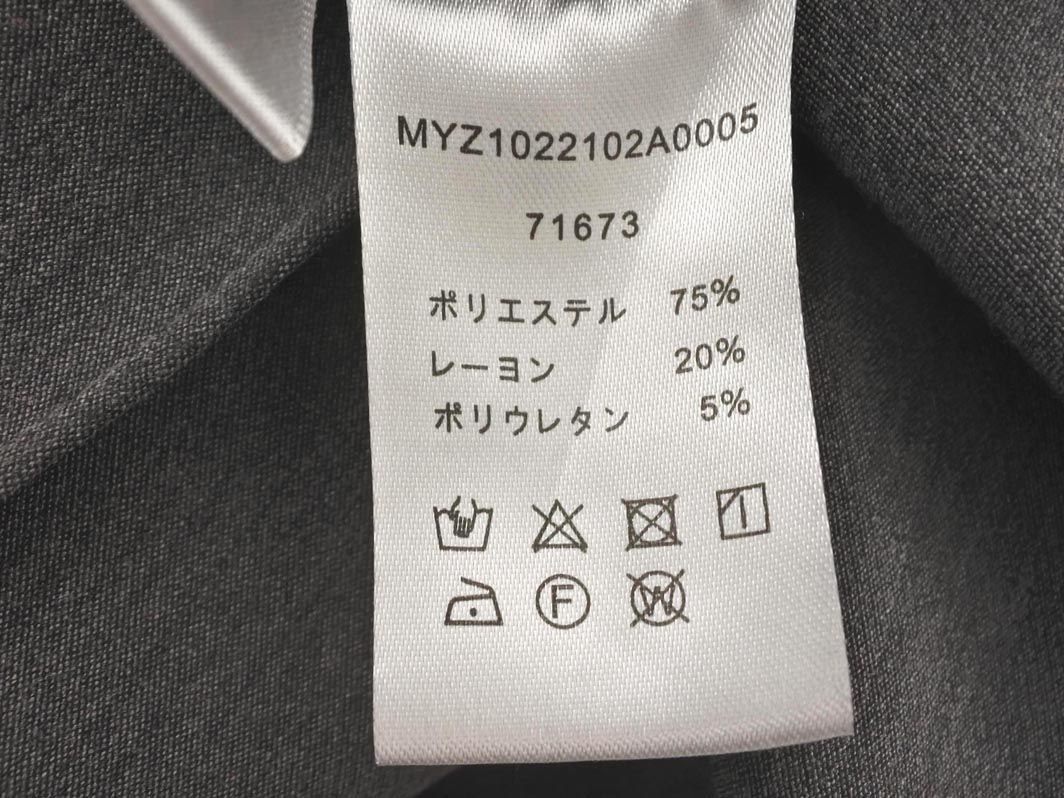 MYZ1022102A0005
71673
ポリエステル 75%
レーヨン 20%
ポリウレタン 5%
F W